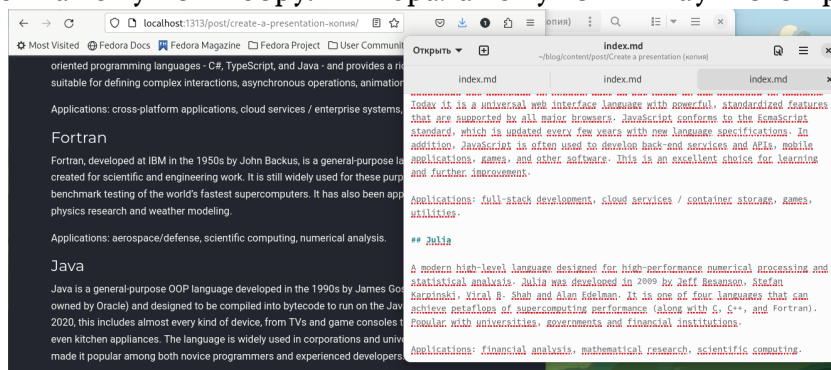 localhost:1313/post/create-a-presentation-копия/
Most Visited Fedora Docs Fedora Magazine Fedora Project User Communit
oriented programming languages - C#, TypeScript, and Java - and provides a ric
suitable for defining complex interactions, asynchronous operations, animation
Applications: cross-platform applications, cloud services / enterprise systems,
Fortran
Fortran, developed at IBM in the 1950s by John Backus, is a general-purpose la
created for scientific and engineering work. It is still widely used for these purp
benchmark testing of the world's fastest supercomputers. It has also been app
physics research and weather modeling.
Applications: aerospace/defense, scientific computing, numerical analysis.
Java
Java is a general-purpose OOP language developed in the 1990s by James Gos
owned by Oracle) and designed to be compiled into bytecode to run on the Jav
2020, this includes almost every kind of device, from TVs and game consoles t
even kitchen appliances. The language is widely used in corporations and unive
made it popular among both novice programmers and experienced developers
опия)
Открыть
index.md
~/blog/content/post/Create a presentation (копия)
index.md index.md index.md
Today it is a universal web interface language with powerful, standardized features
that are supported by all major browsers. JavaScript conforms to the EcmaScript
standard, which is updated every few years with new language specifications. In
addition, JavaScript is often used to develop back-end services and APIs, mobile
applications, games, and other software. This is an excellent choice for learning
and further improvement.
Applications: full-stack development, cloud services / container storage, games,
utilities.
## Julia
A modern high-level language designed for high-performance numerical processing and
statistical analysis. Julia was developed in 2009 by Jeff Besanson, Stefan
Karpinski, Viral B. Shah and Alan Edelman. It is one of four languages that can
achieve petaflops of supercomputing performance (along with C, C++, and Fortran).
Popular with universities, governments and financial institutions.
Applications: financial analysis, mathematical research, scientific computing.